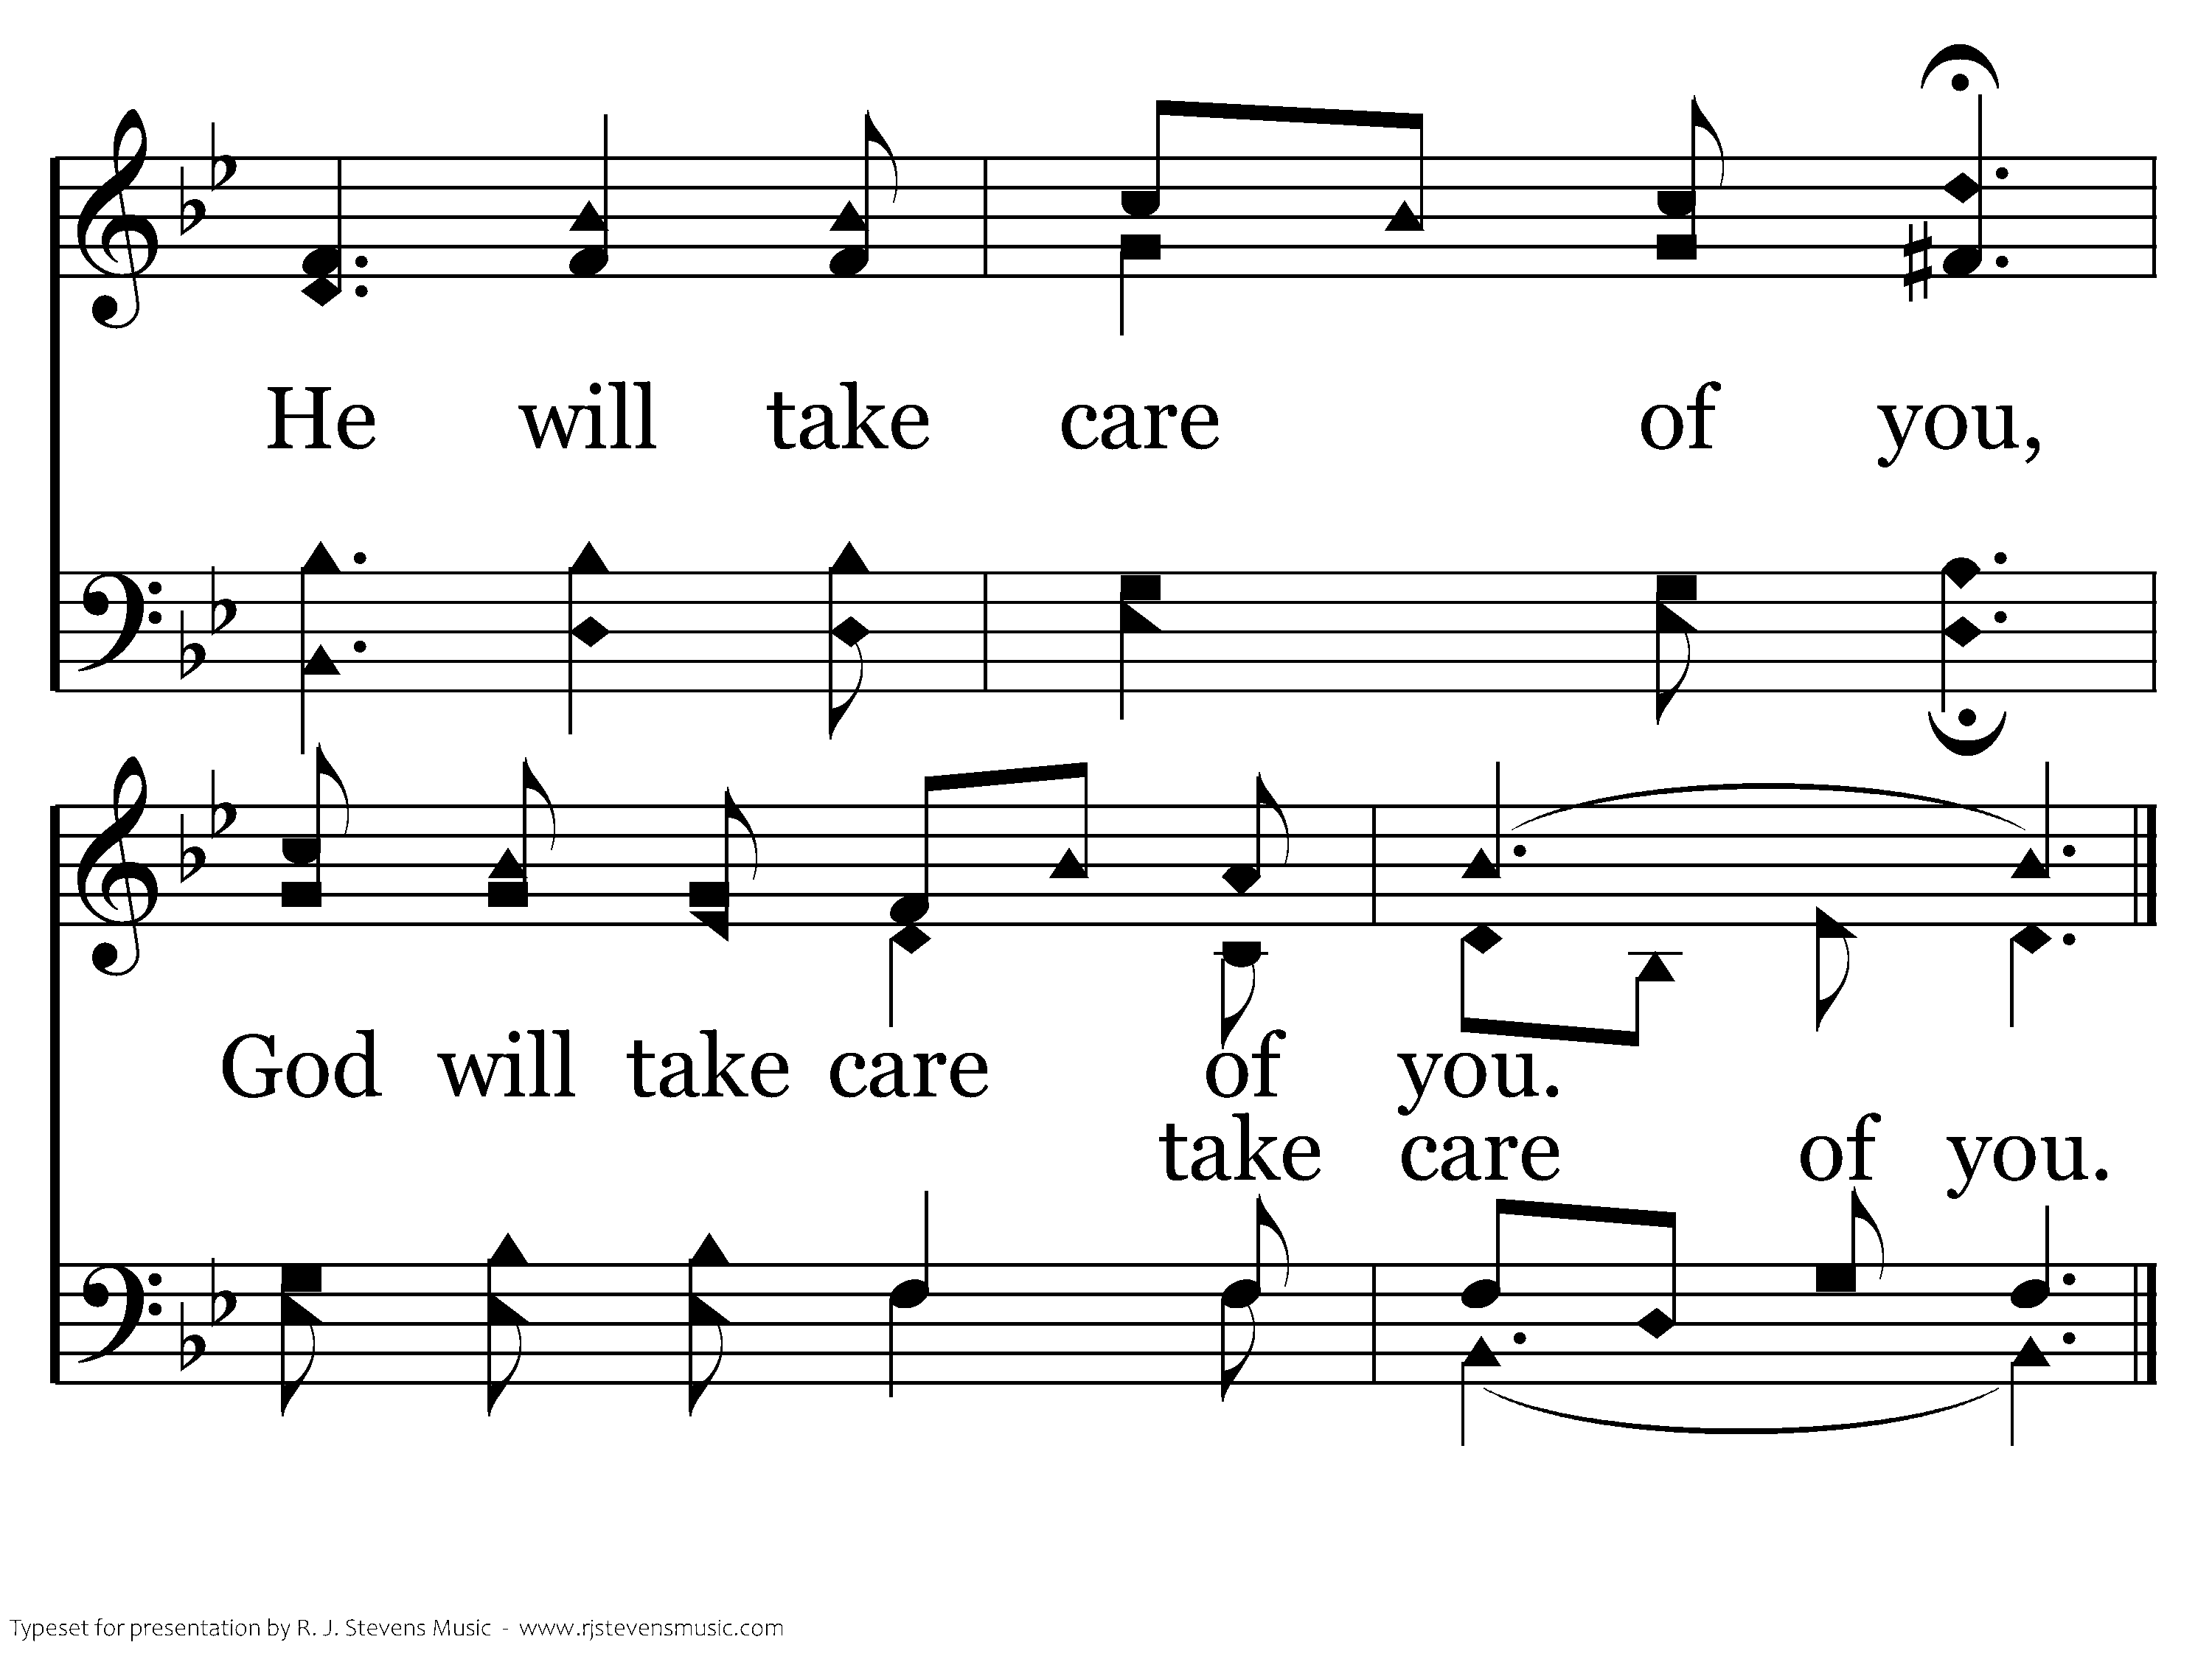 He will take care of you,
God will take care of you.
take care of you.
Typeset for presentation by R. J. Stevens Music - www.rjstevensmusic.com